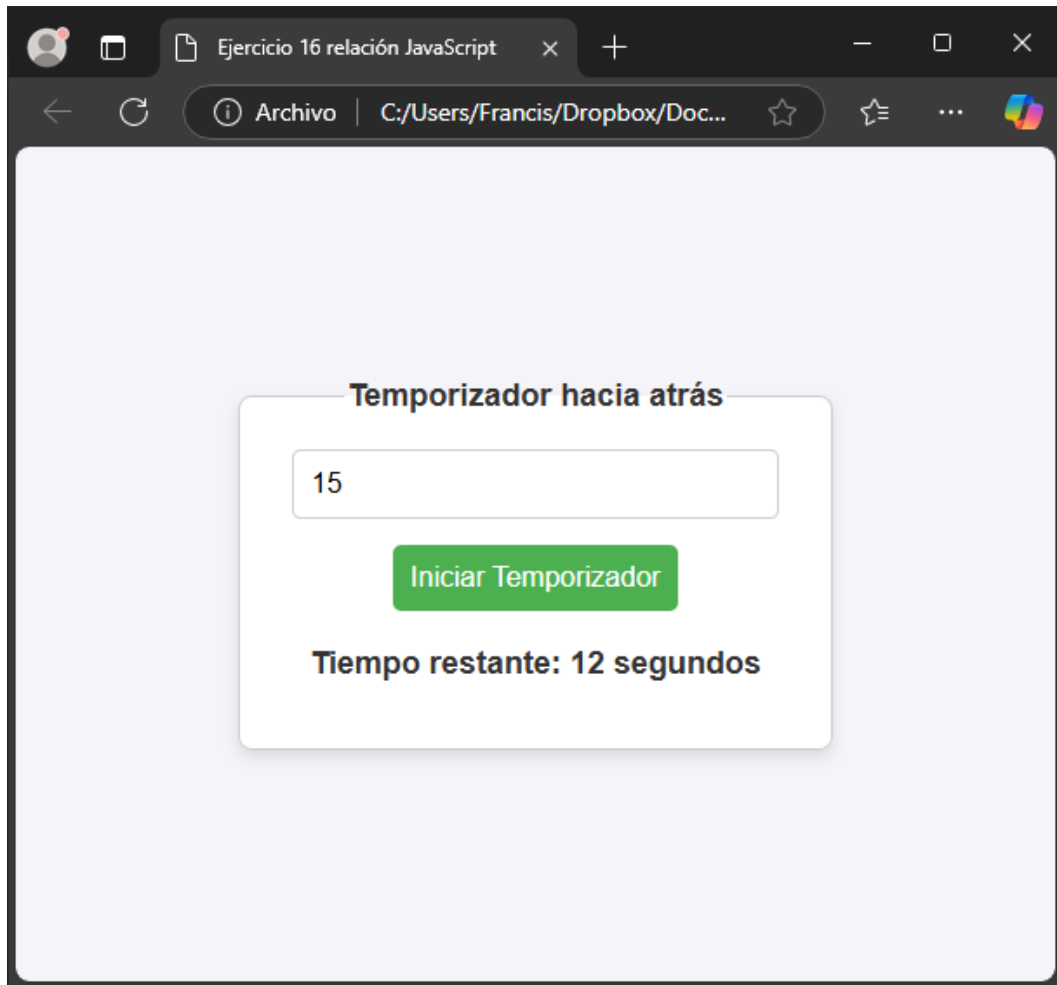 Ejercicio 16 relación JavaScript
Archivo | C:/Users/Francis/Dropbox/Doc...
Temporizador hacia atrás
15
Iniciar Temporizador
Tiempo restante: 12 segundos